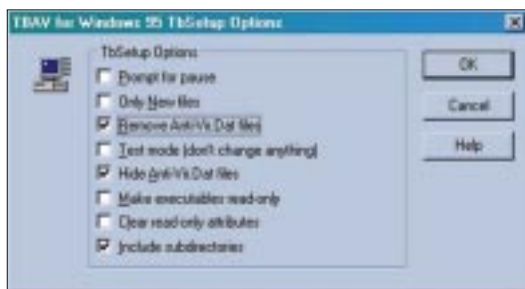 TBAV for Windows 95 TbSetup Options
TbSetup Options
Prompt for pause
Only New files
Remove Anti-Vir.Dat files
Test mode (don't change anything)
Hide Anti-Vir.Dat files
Make executables read-only
Clear read-only attributes
Include subdirectories
OK
Cancel
Help